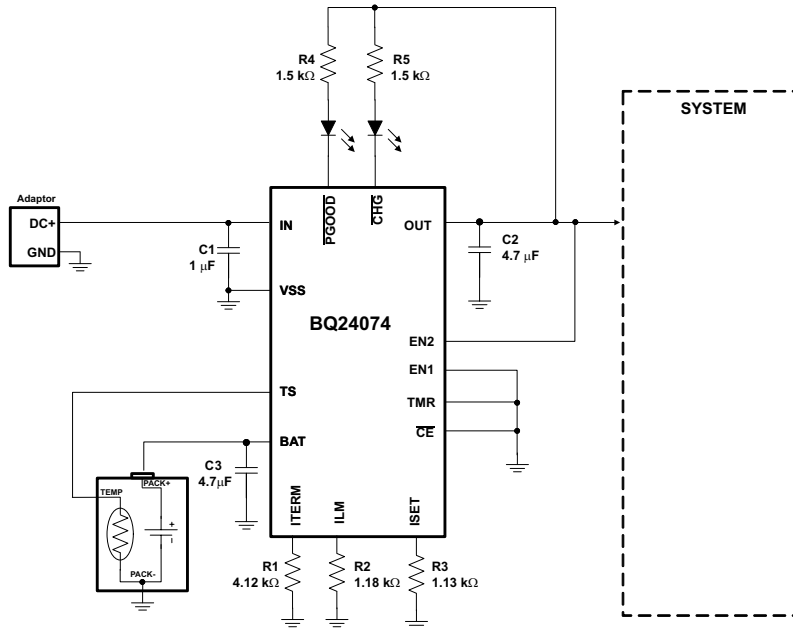 R4
1.5 kΩ
R5
1.5 kΩ
SYSTEM
Adaptor
DC+
GND
IN
PGOOD
CHG
OUT
C1
1 μF
C2
4.7 μF
VSS
BQ24074
EN2
EN1
TS
TMR
BAT
CE
C3
4.7μF
PACK+
TEMP
+
–
PACK-
ITERM
ILM
ISET
R1
4.12 kΩ
R2
1.18 kΩ
R3
1.13 kΩ